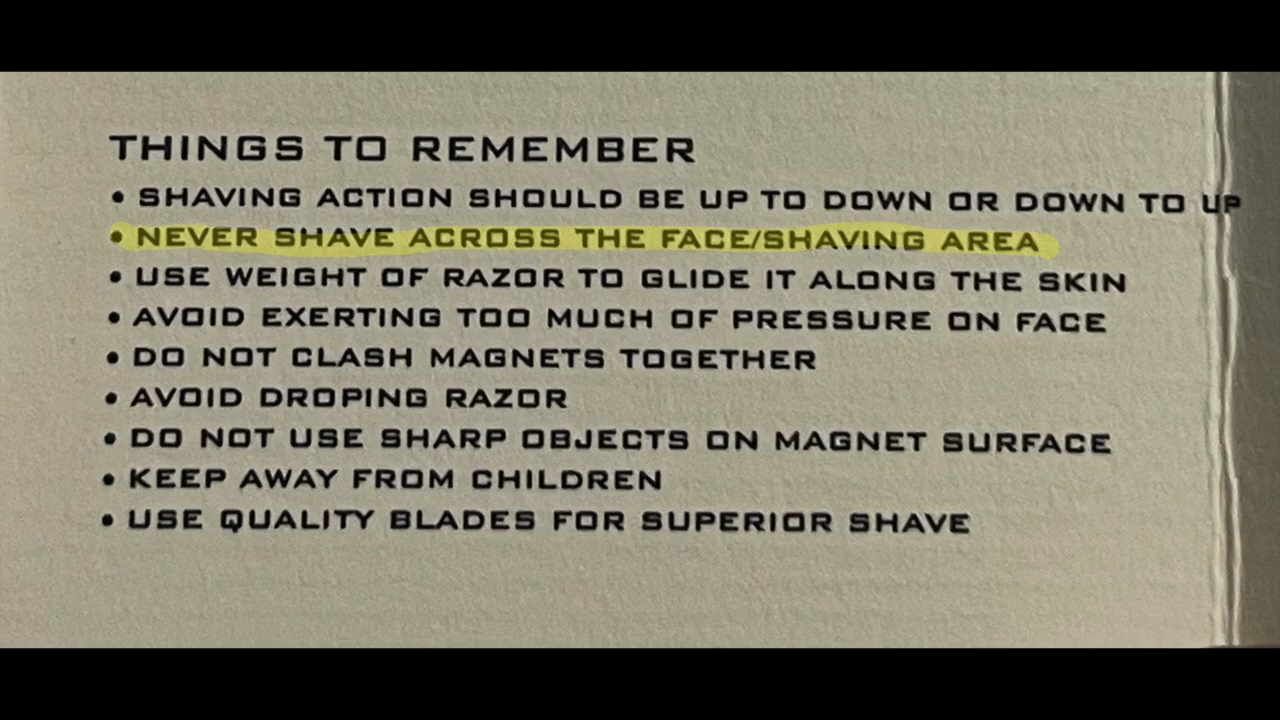 THINGS TO REMEMBER
• SHAVING ACTION SHOULD BE UP TO DOWN OR DOWN TO UP
• NEVER SHAVE ACROSS THE FACE/SHAVING AREA
• USE WEIGHT OF RAZOR TO GLIDE IT ALONG THE SKIN
• AVOID EXERTING TOO MUCH OF PRESSURE ON FACE
• DO NOT CLASH MAGNETS TOGETHER
• AVOID DROPING RAZOR
• DO NOT USE SHARP OBJECTS ON MAGNET SURFACE
• KEEP AWAY FROM CHILDREN
• USE QUALITY BLADES FOR SUPERIOR SHAVE